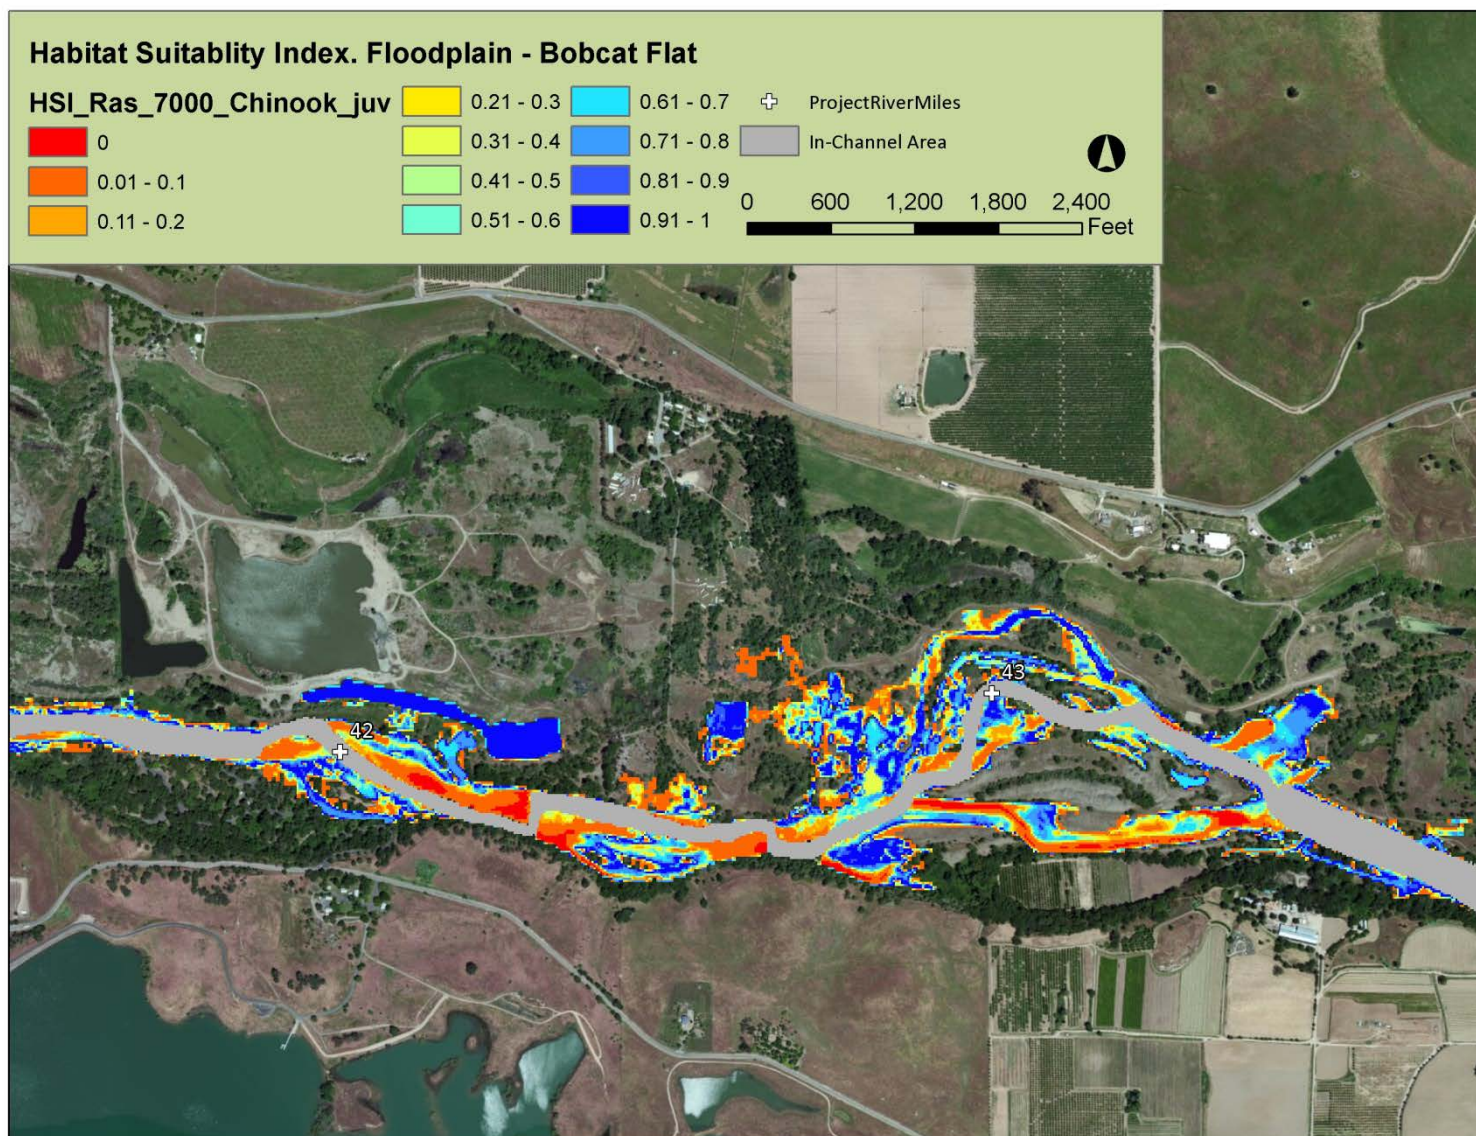 Habitat Suitablity Index. Floodplain - Bobcat Flat
HSI_Ras_7000_Chinook_juv
0
0.01 - 0.1
0.11 - 0.2
0.21 - 0.3
0.31 - 0.4
0.41 - 0.5
0.51 - 0.6
0.61 - 0.7
0.71 - 0.8
0.81 - 0.9
0.91 - 1
ProjectRiverMiles
In-Channel Area
0 600 1,200 1,800 2,400
Feet
43
42